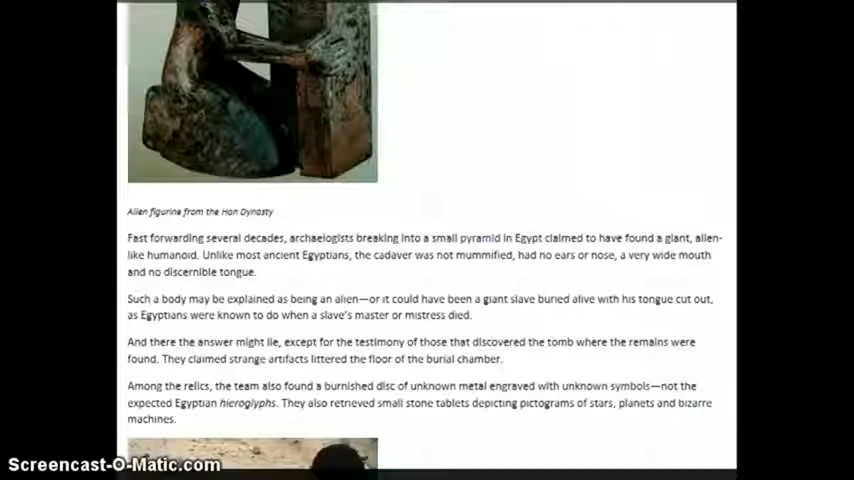 Alien figurine from the Han Dynasty
Fast forwarding several decades, archaelogists breaking into a small pyramid in Egypt claimed to have found a giant, alien-
like humanoid. Unlike most ancient Egyptians, the cadaver was not mummified, had no ears or nose, a very wide mouth
and no discernible tongue.
Such a body may be explained as being an alien—or it could have been a giant slave buried alive with his tongue cut out,
as Egyptians were known to do when a slave's master or mistress died.
And there the answer might lie, except for the testimony of those that discovered the tomb where the remains were
found. They claimed strange artifacts littered the floor of the burial chamber.
Among the relics, the team also found a burnished disc of unknown metal engraved with unknown symbols—not the
expected Egyptian hieroglyphs. They also retrieved small stone tablets depicting pictograms of stars, planets and bizarre
machines.
Screencast-O-Matic.com